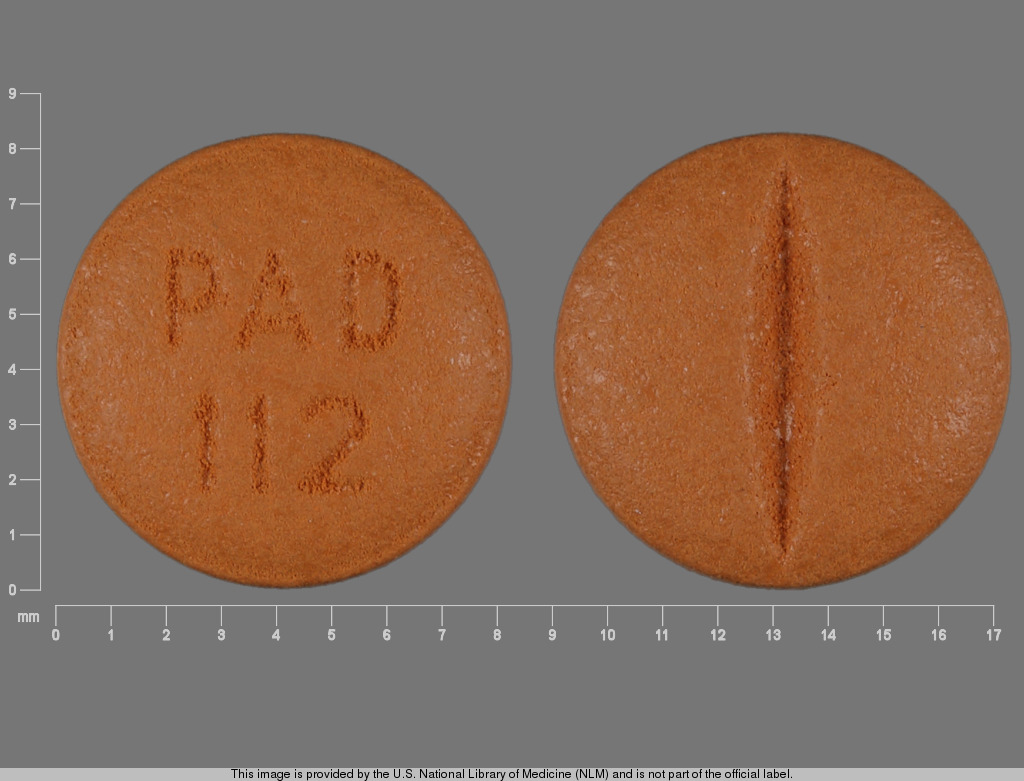 PAD
112
9
8
7
6
5
4
3
2
1
0
mm
0 1 2 3 4 5 6 7 8 9 10 11 12 13 14 15 16 17
This image is provided by the U.S. National Library of Medicine (NLM) and is not part of the official label.